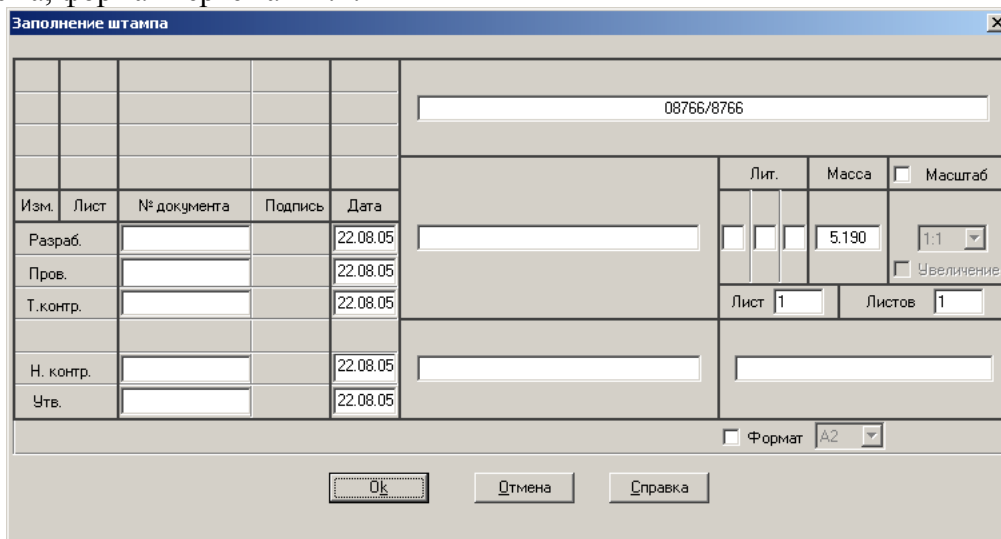 Заполнение штампа
08766/8766
Лит. Масса Масштаб
Изм. Лист № документа Подпись Дата
Разраб. 22.08.05 5.190 1:1
Пров. 22.08.05 Увеличение
Т.контр. 22.08.05 Лист 1 Листов 1
Н. контр. 22.08.05
Утв. 22.08.05
Формат A2
Ok Отмена Справка